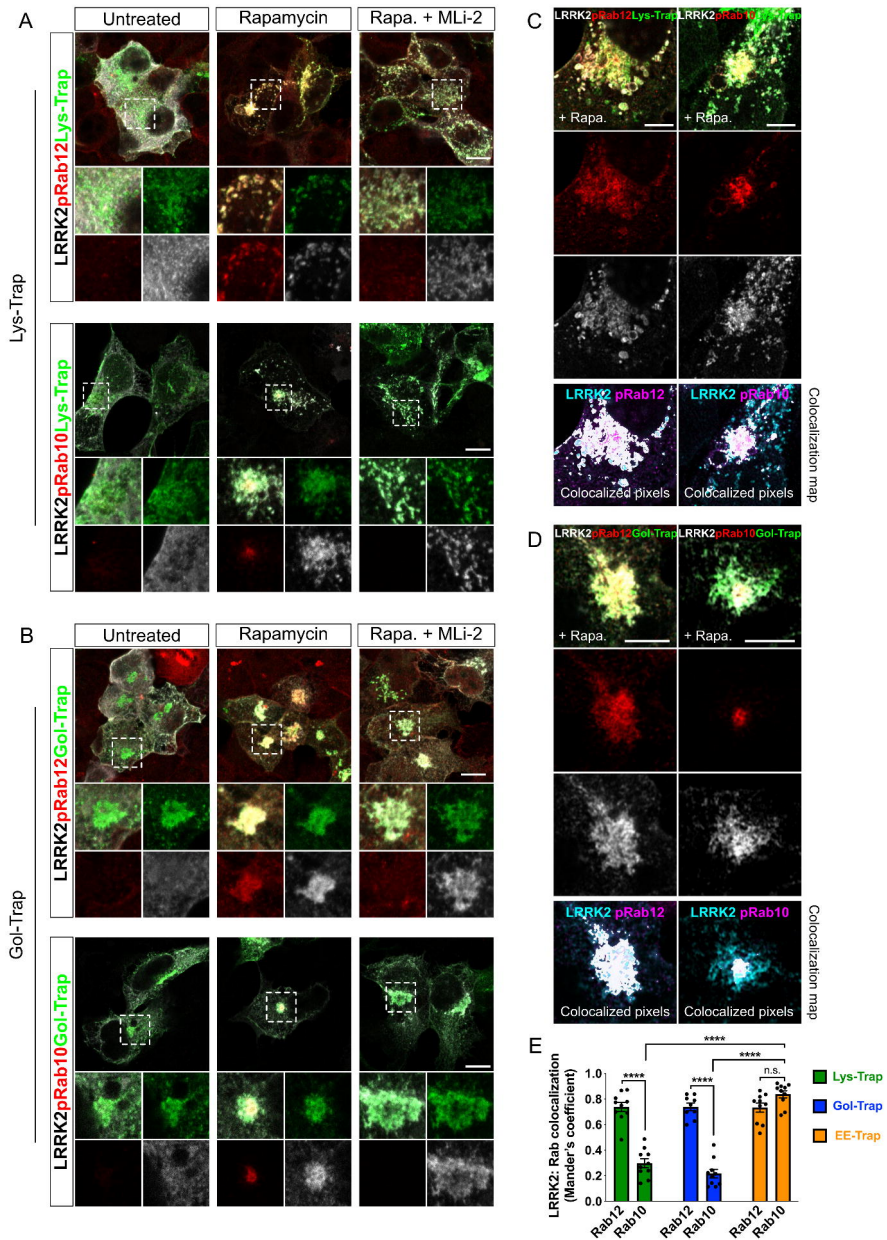 A
Untreated
Rapamycin
Rapa. + MLi-2
Lys-Trap
LRRK2pRab12Lys-Trap
LRRK2pRab10Lys-Trap
B
Untreated
Rapamycin
Rapa. + MLi-2
Gol-Trap
LRRK2pRab12Gol-Trap
LRRK2pRab10Gol-Trap
C
LRRK2pRab12Lys-Trap
LRRK2pRab10Lys-Trap
+ Rapa.
+ Rapa.
LRRK2 pRab12
LRRK2 pRab10
Colocalized pixels
Colocalized pixels
Colocalization map
D
LRRK2pRab12Gol-Trap
LRRK2pRab10Gol-Trap
+ Rapa.
+ Rapa.
LRRK2 pRab12
LRRK2 pRab10
Colocalized pixels
Colocalized pixels
Colocalization map
E
LRRK2: Rab colocalization
(Mander's coefficient)
1.0
0.8
0.6
0.4
0.2
0.0
****
****
****
****
n.s.
Rab12
Rab10
Rab12
Rab10
Rab12
Rab10
Lys-Trap
Gol-Trap
EE-Trap